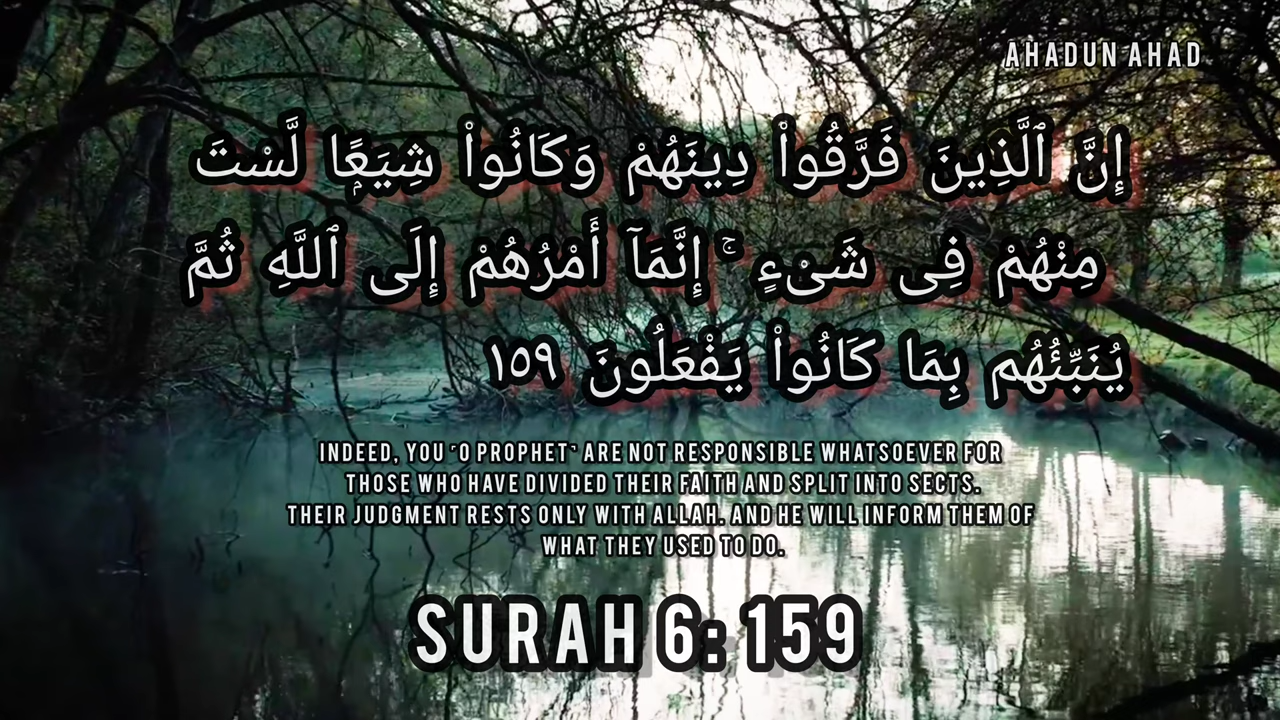 AHADUN AHAD
إِنَّ ٱلَّذِينَ فَرَّقُوا۟ دِينَهُمْ وَكَانُوا۟ شِيَعًۭا لَّسْتَ
مِنْهُمْ فِى شَىْءٍ ۚ إِنَّمَآ أَمْرُهُمْ إِلَى ٱللَّهِ ثُمَّ
يُنَبِّئُهُم بِمَا كَانُوا۟ يَفْعَلُونَ ١٥٩
INDEED, YOU ˹O PROPHET˺ ARE NOT RESPONSIBLE WHATSOEVER FOR
THOSE WHO HAVE DIVIDED THEIR FAITH AND SPLIT INTO SECTS.
THEIR JUDGMENT RESTS ONLY WITH ALLAH. AND HE WILL INFORM THEM OF
WHAT THEY USED TO DO.
SURAH 6: 159